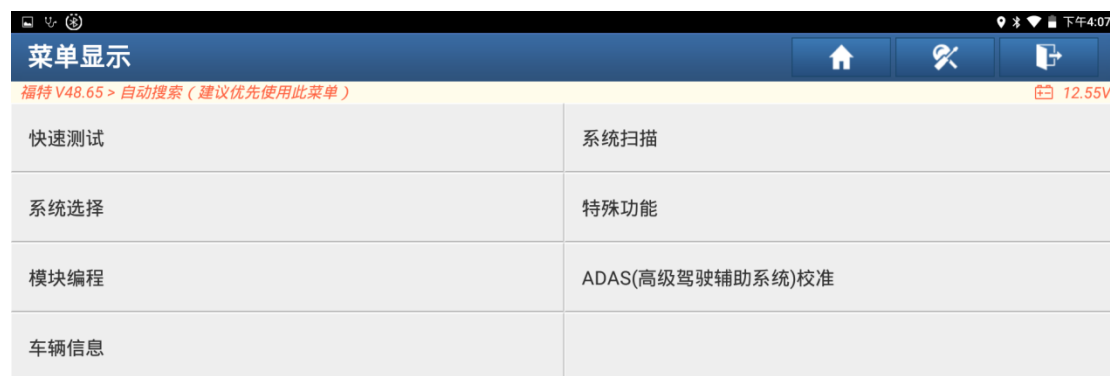 下午4:07
菜单显示
福特 V48.65 > 自动搜索（建议优先使用此菜单）
12.55V
快速测试
系统扫描
系统选择
特殊功能
模块编程
ADAS(高级驾驶辅助系统)校准
车辆信息